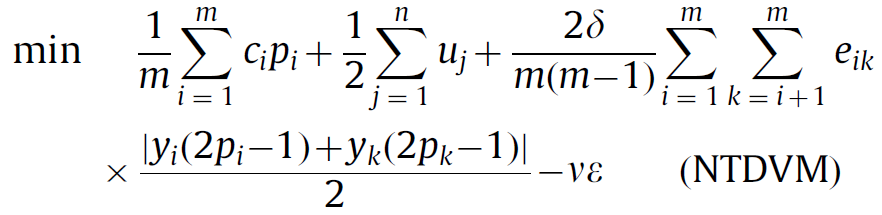 min 1/m ∑_{i=1}^{m} c_i p_i + 1/2 ∑_{j=1}^{n} u_j + 2δ/m(m−1) ∑_{i=1}^{m} ∑_{k=i+1}^{m} e_{ik}
× |y_i(2p_i−1)+y_k(2p_k−1)|/2 −νε (NTDVM)